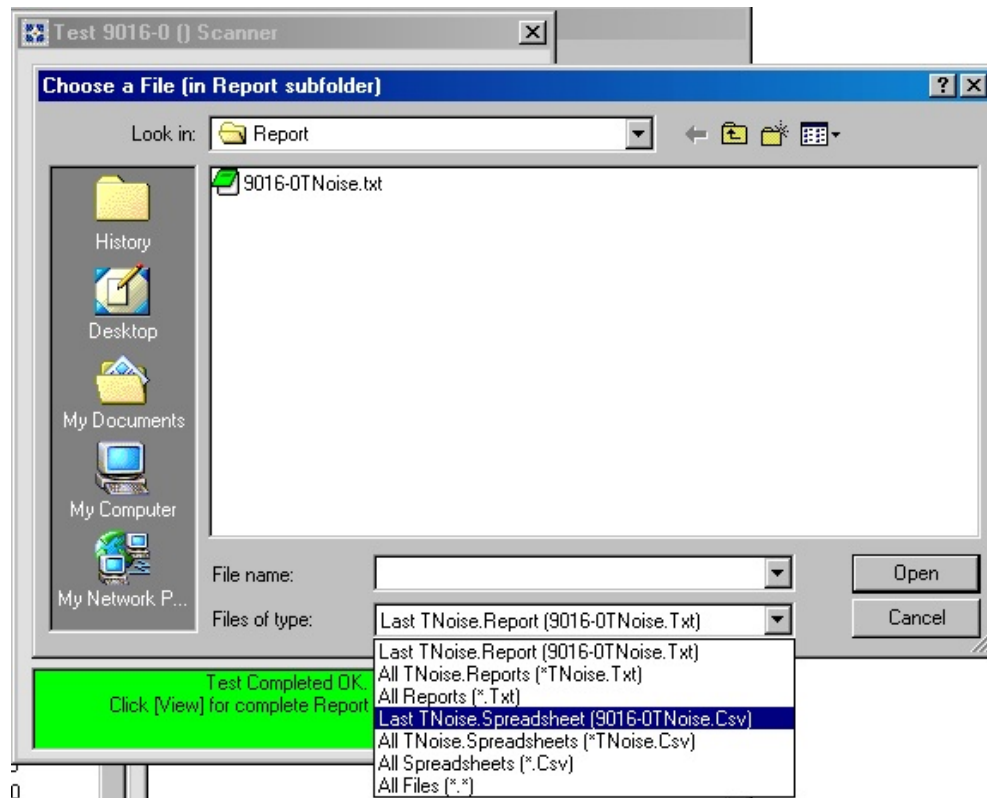 Test 9016-0 () Scanner
Choose a File (in Report subfolder)
Look in: Report
9016-0TNoise.txt
History
Desktop
My Documents
My Computer
My Network P...
File name:
Open
Files of type: Last TNoise.Report (9016-0TNoise.Txt)
Cancel
Last TNoise.Report (9016-0TNoise.Txt)
All TNoise.Reports (*TNoise.Txt)
All Reports (*.Txt)
Last TNoise.Spreadsheet (9016-0TNoise.Csv)
All TNoise.Spreadsheets (*TNoise.Csv)
All Spreadsheets (*.Csv)
All Files (*.*)
Test Completed OK.
Click [View] for complete Report
0